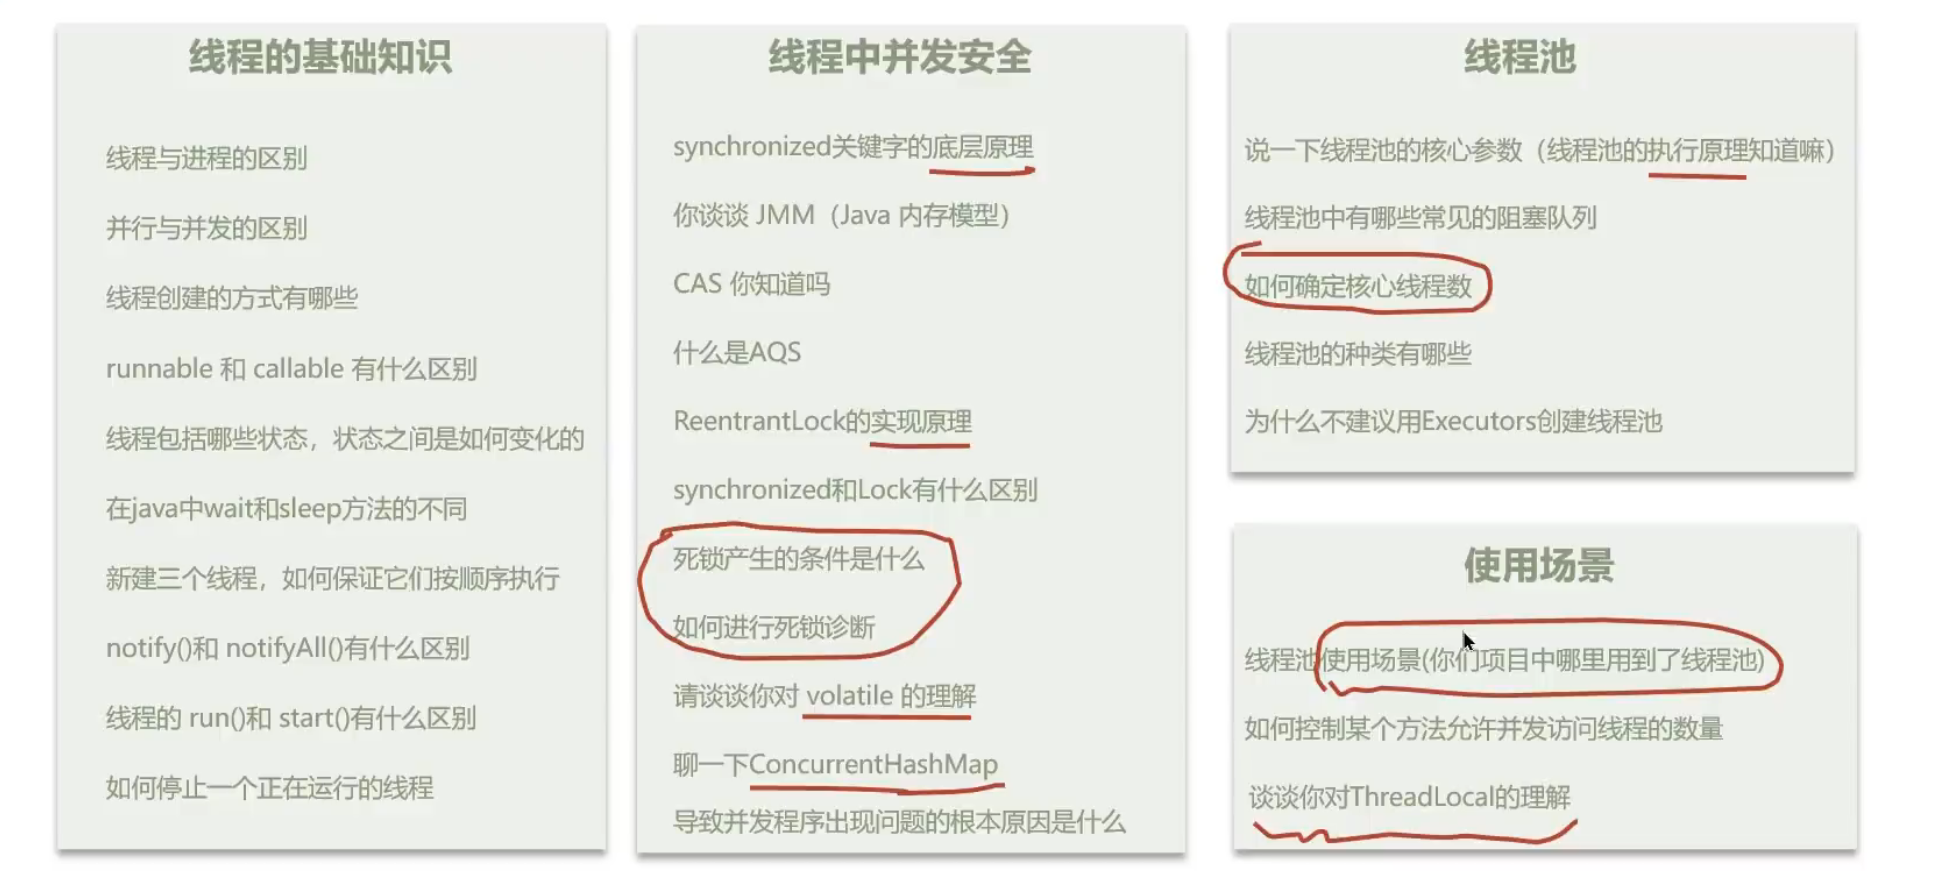 线程的基础知识
线程与进程的区别
并行与并发的区别
线程创建的方式有哪些
runnable 和 callable 有什么区别
线程包括哪些状态，状态之间是如何变化的
在java中wait和sleep方法的不同
新建三个线程，如何保证它们按顺序执行
notify()和 notifyAll()有什么区别
线程的 run()和 start()有什么区别
如何停止一个正在运行的线程
线程中并发安全
synchronized关键字的底层原理
你谈谈 JMM（Java 内存模型）
CAS 你知道吗
什么是AQS
ReentrantLock的实现原理
synchronized和Lock有什么区别
死锁产生的条件是什么
如何进行死锁诊断
请谈谈你对 volatile 的理解
聊一下ConcurrentHashMap
导致并发程序出现问题的根本原因是什么
线程池
说一下线程池的核心参数（线程池的执行原理知道嘛）
线程池中有哪些常见的阻塞队列
如何确定核心线程数
线程池的种类有哪些
为什么不建议用Executors创建线程池
使用场景
线程池使用场景(你们项目中哪里用到了线程池)
如何控制某个方法允许并发访问线程的数量
谈谈你对ThreadLocal的理解